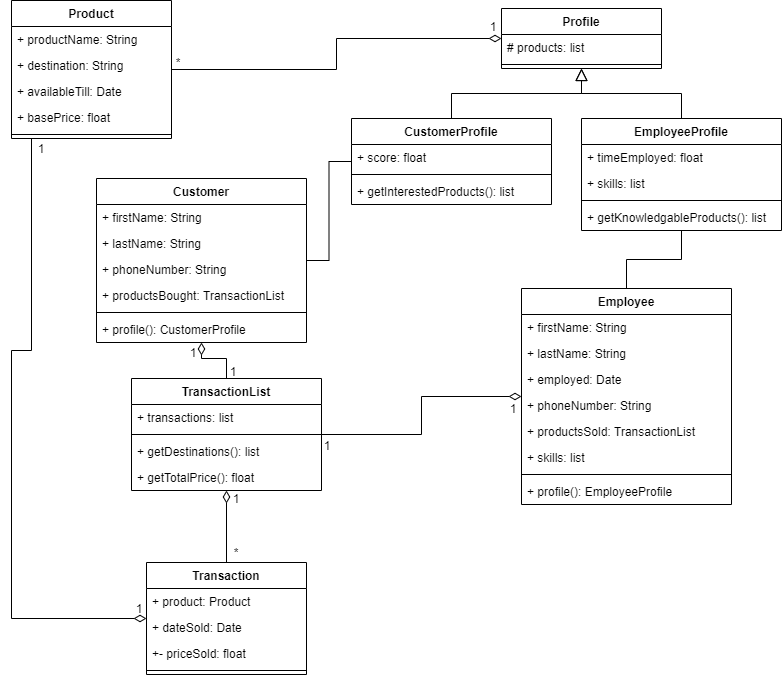 Product
+ productName: String
+ destination: String
+ availableTill: Date
+ basePrice: float
*
1
1
Profile
# products: list
CustomerProfile
+ score: float
+ getInterestedProducts(): list
EmployeeProfile
+ timeEmployed: float
+ skills: list
+ getKnowledgableProducts(): list
Customer
+ firstName: String
+ lastName: String
+ phoneNumber: String
+ productsBought: TransactionList
+ profile(): CustomerProfile
1
1
Employee
+ firstName: String
+ lastName: String
+ employed: Date
+ phoneNumber: String
+ productsSold: TransactionList
+ skills: list
+ profile(): EmployeeProfile
1
TransactionList
+ transactions: list
+ getDestinations(): list
+ getTotalPrice(): float
1
1
*
1
Transaction
+ product: Product
+ dateSold: Date
+- priceSold: float